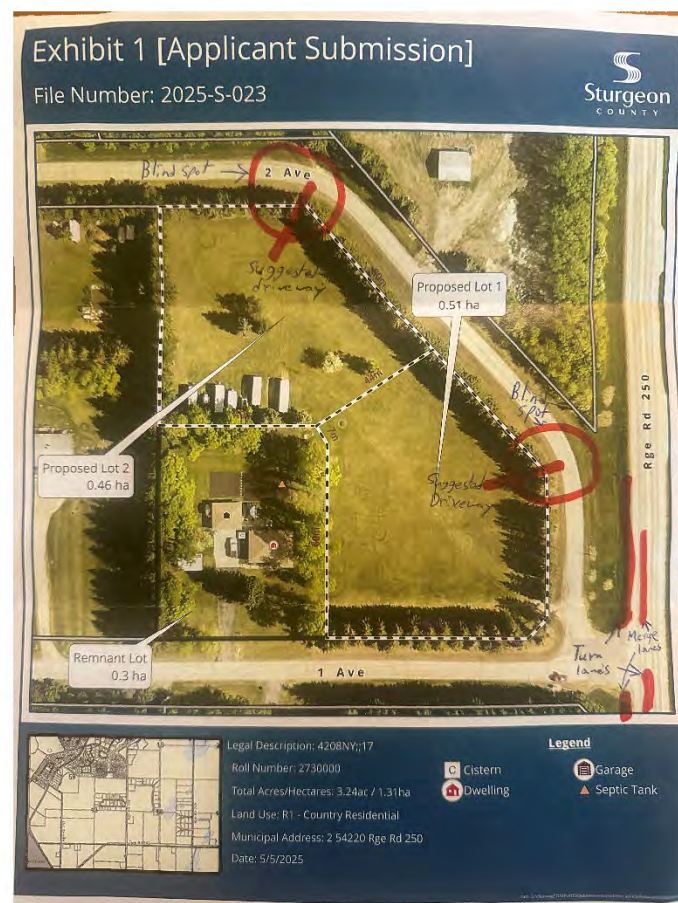 Exhibit 1 [Applicant Submission]
File Number: 2025-S-023
Sturgeon
COUNTY
Blind spot
2 Ave
Suggested
driveway
Proposed Lot 1
0.51 ha
Blind
spot
Rge Rd 250
Proposed Lot 2
0.46 ha
Suggested
Driveway
Remnant Lot
0.3 ha
1 Ave
Turn
lanes
Merge
lanes
Legal Description: 4208NY;;17
Roll Number: 2730000
Total Acres/Hectares: 3.24ac / 1.31ha
Land Use: R1 - Country Residential
Municipal Address: 2 54220 Rge Rd 250
Date: 5/5/2025
Legend
C Cistern
Dwelling
Garage
Septic Tank